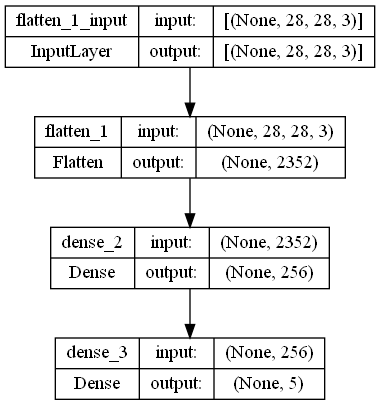 flatten_1_input input: [(None, 28, 28, 3)]
InputLayer output: [(None, 28, 28, 3)]
flatten_1 input: (None, 28, 28, 3)
Flatten output: (None, 2352)
dense_2 input: (None, 2352)
Dense output: (None, 256)
dense_3 input: (None, 256)
Dense output: (None, 5)